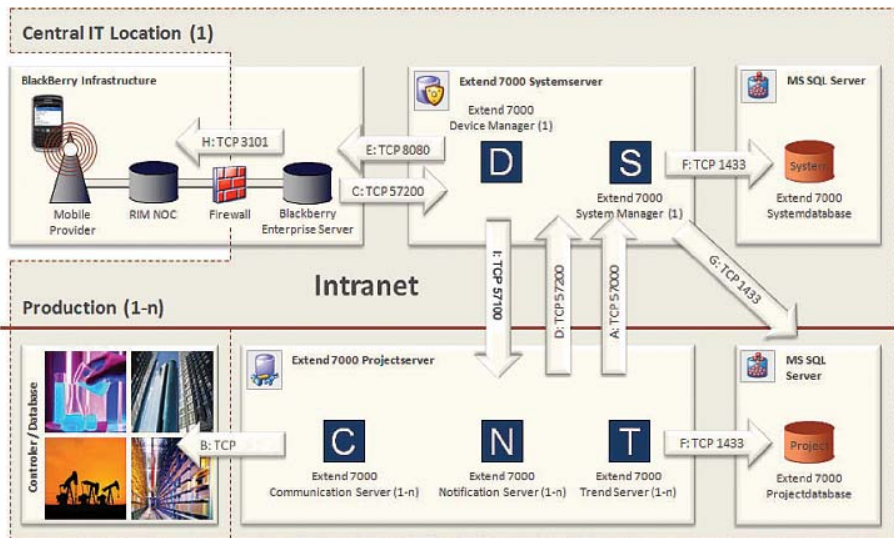 Central IT Location (1)
BlackBerry Infrastructure
H: TCP 3101
Mobile
Provider
RIM NOC
Firewall
Blackberry
Enterprise Server
E: TCP 8080
C: TCP 57200
Extend 7000 Systemserver
Extend 7000
Device Manager (1)
D
S
Extend 7000
System Manager (1)
F: TCP 1433
MS SQL Server
System
Extend 7000
Systemdatabase
G: TCP 1433
I: TCP 57100
D: TCP 57200
A: TCP 57000
Intranet
Production (1-n)
Controler / Database
B: TCP
Extend 7000 Projectserver
C
Extend 7000
Communication Server (1-n)
N
Extend 7000
Notification Server (1-n)
T
Extend 7000
Trend Server (1-n)
F: TCP 1433
MS SQL
Server
Project
Extend 7000
Projectdatabase